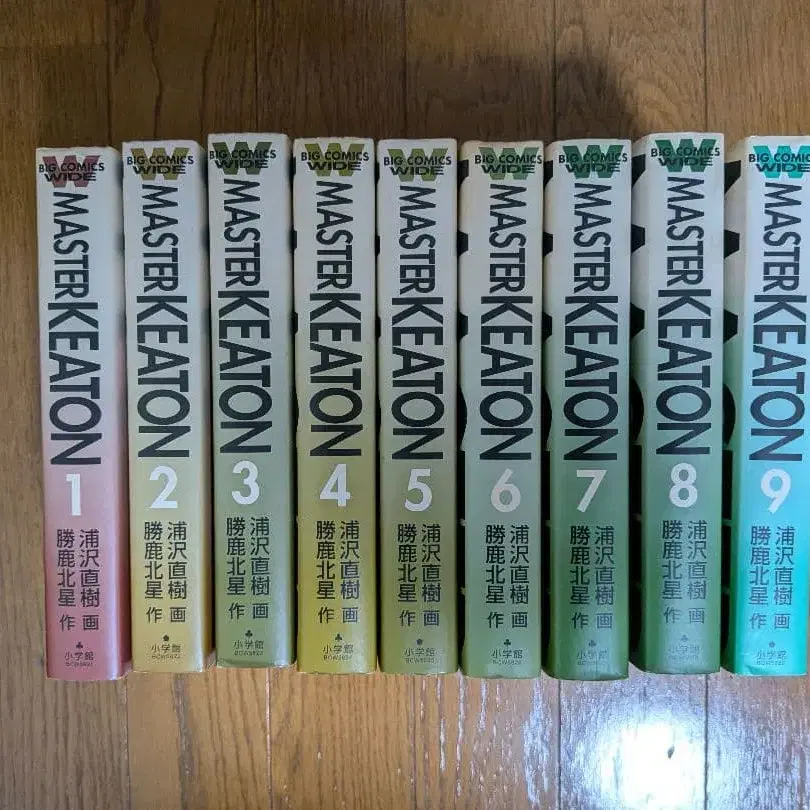 BIG COMICS
WIDE
MASTER KEATON
1
浦沢直樹 画
勝鹿北星 作
小学館
BIG COMICS
WIDE
MASTER KEATON
2
浦沢直樹 画
勝鹿北星 作
小学館
BIG COMICS
WIDE
MASTER KEATON
3
浦沢直樹 画
勝鹿北星 作
小学館
BIG COMICS
WIDE
MASTER KEATON
4
浦沢直樹 画
勝鹿北星 作
小学館
BIG COMICS
WIDE
MASTER KEATON
5
浦沢直樹 画
勝鹿北星 作
小学館
BIG COMICS
WIDE
MASTER KEATON
6
浦沢直樹 画
勝鹿北星 作
小学館
BIG COMICS
WIDE
MASTER KEATON
7
浦沢直樹 画
勝鹿北星 作
小学館
BIG COMICS
WIDE
MASTER KEATON
8
浦沢直樹 画
勝鹿北星 作
小学館
BIG COMICS
WIDE
MASTER KEATON
9
浦沢直樹 画
勝鹿北星 作
小学館